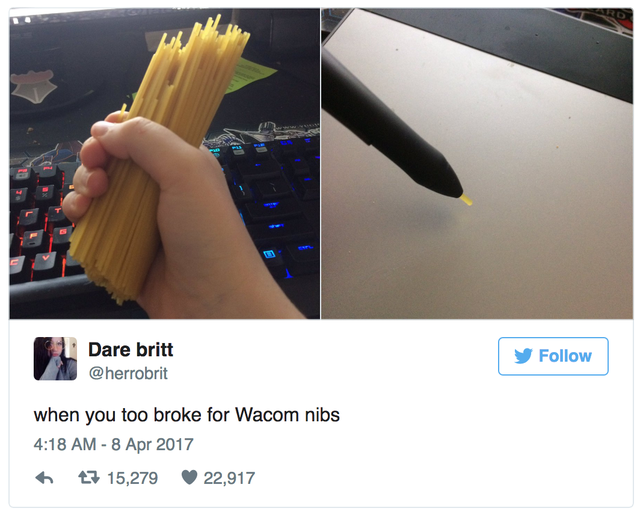 Dare britt
@herrobrit
Follow
when you too broke for Wacom nibs
4:18 AM - 8 Apr 2017
15,279 22,917